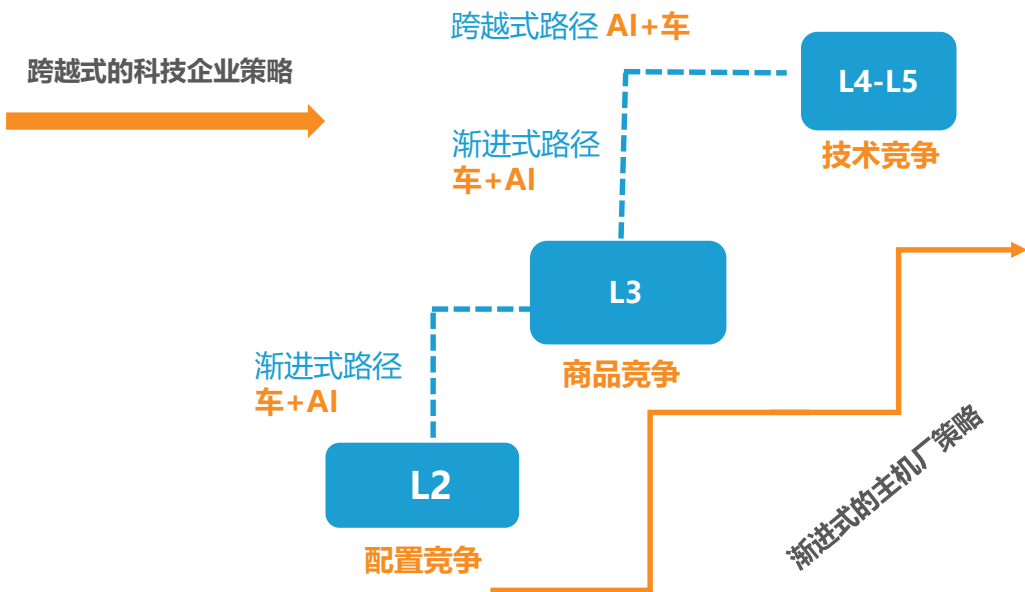 跨越式路径 AI+车
跨越式的科技企业策略
L4-L5
渐进式路径
车+AI
技术竞争
L3
渐进式路径
车+AI
商品竞争
L2
渐进式的主机厂策略
配置竞争